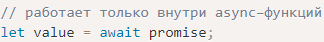 // работает только внутри async–функций
let value = await promise;